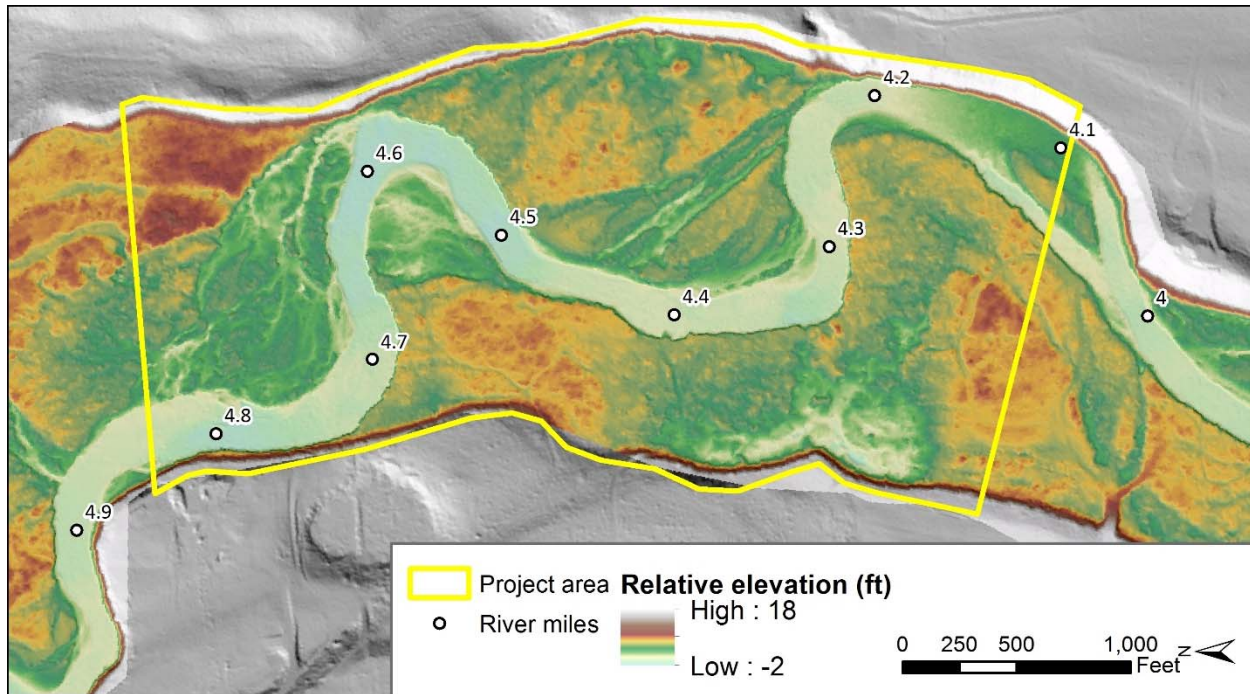 4.2
4.1
4.6
4.5
4.3
4.4
4
4.7
4.8
4.9
Project area
River miles
Relative elevation (ft)
High : 18
Low : -2
0 250 500 1,000
Feet
N